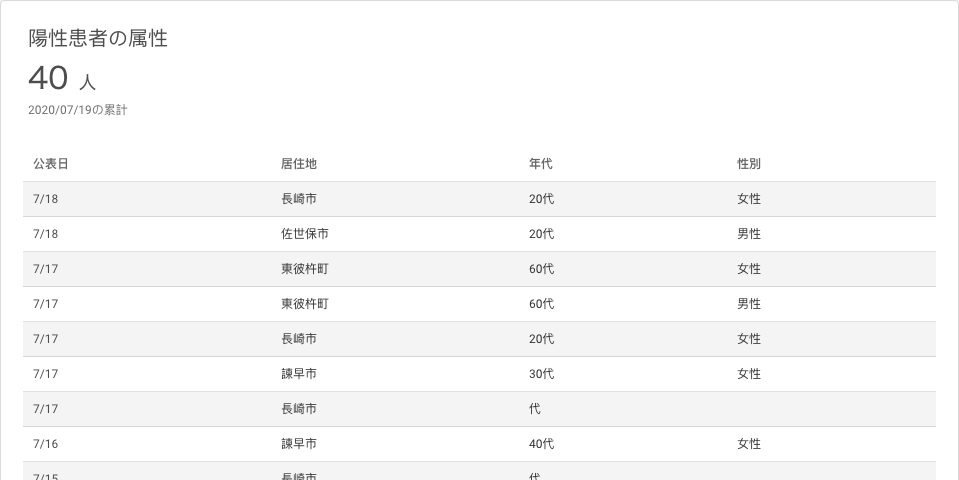 陽性患者の属性
40 人
2020/07/19の累計
公表日 居住地 年代 性別
7/18 長崎市 20代 女性
7/18 佐世保市 20代 男性
7/17 東彼杵町 60代 女性
7/17 東彼杵町 60代 男性
7/17 長崎市 20代 女性
7/17 諫早市 30代 女性
7/17 長崎市 代
7/16 諫早市 40代 女性
7/15 長崎市 代